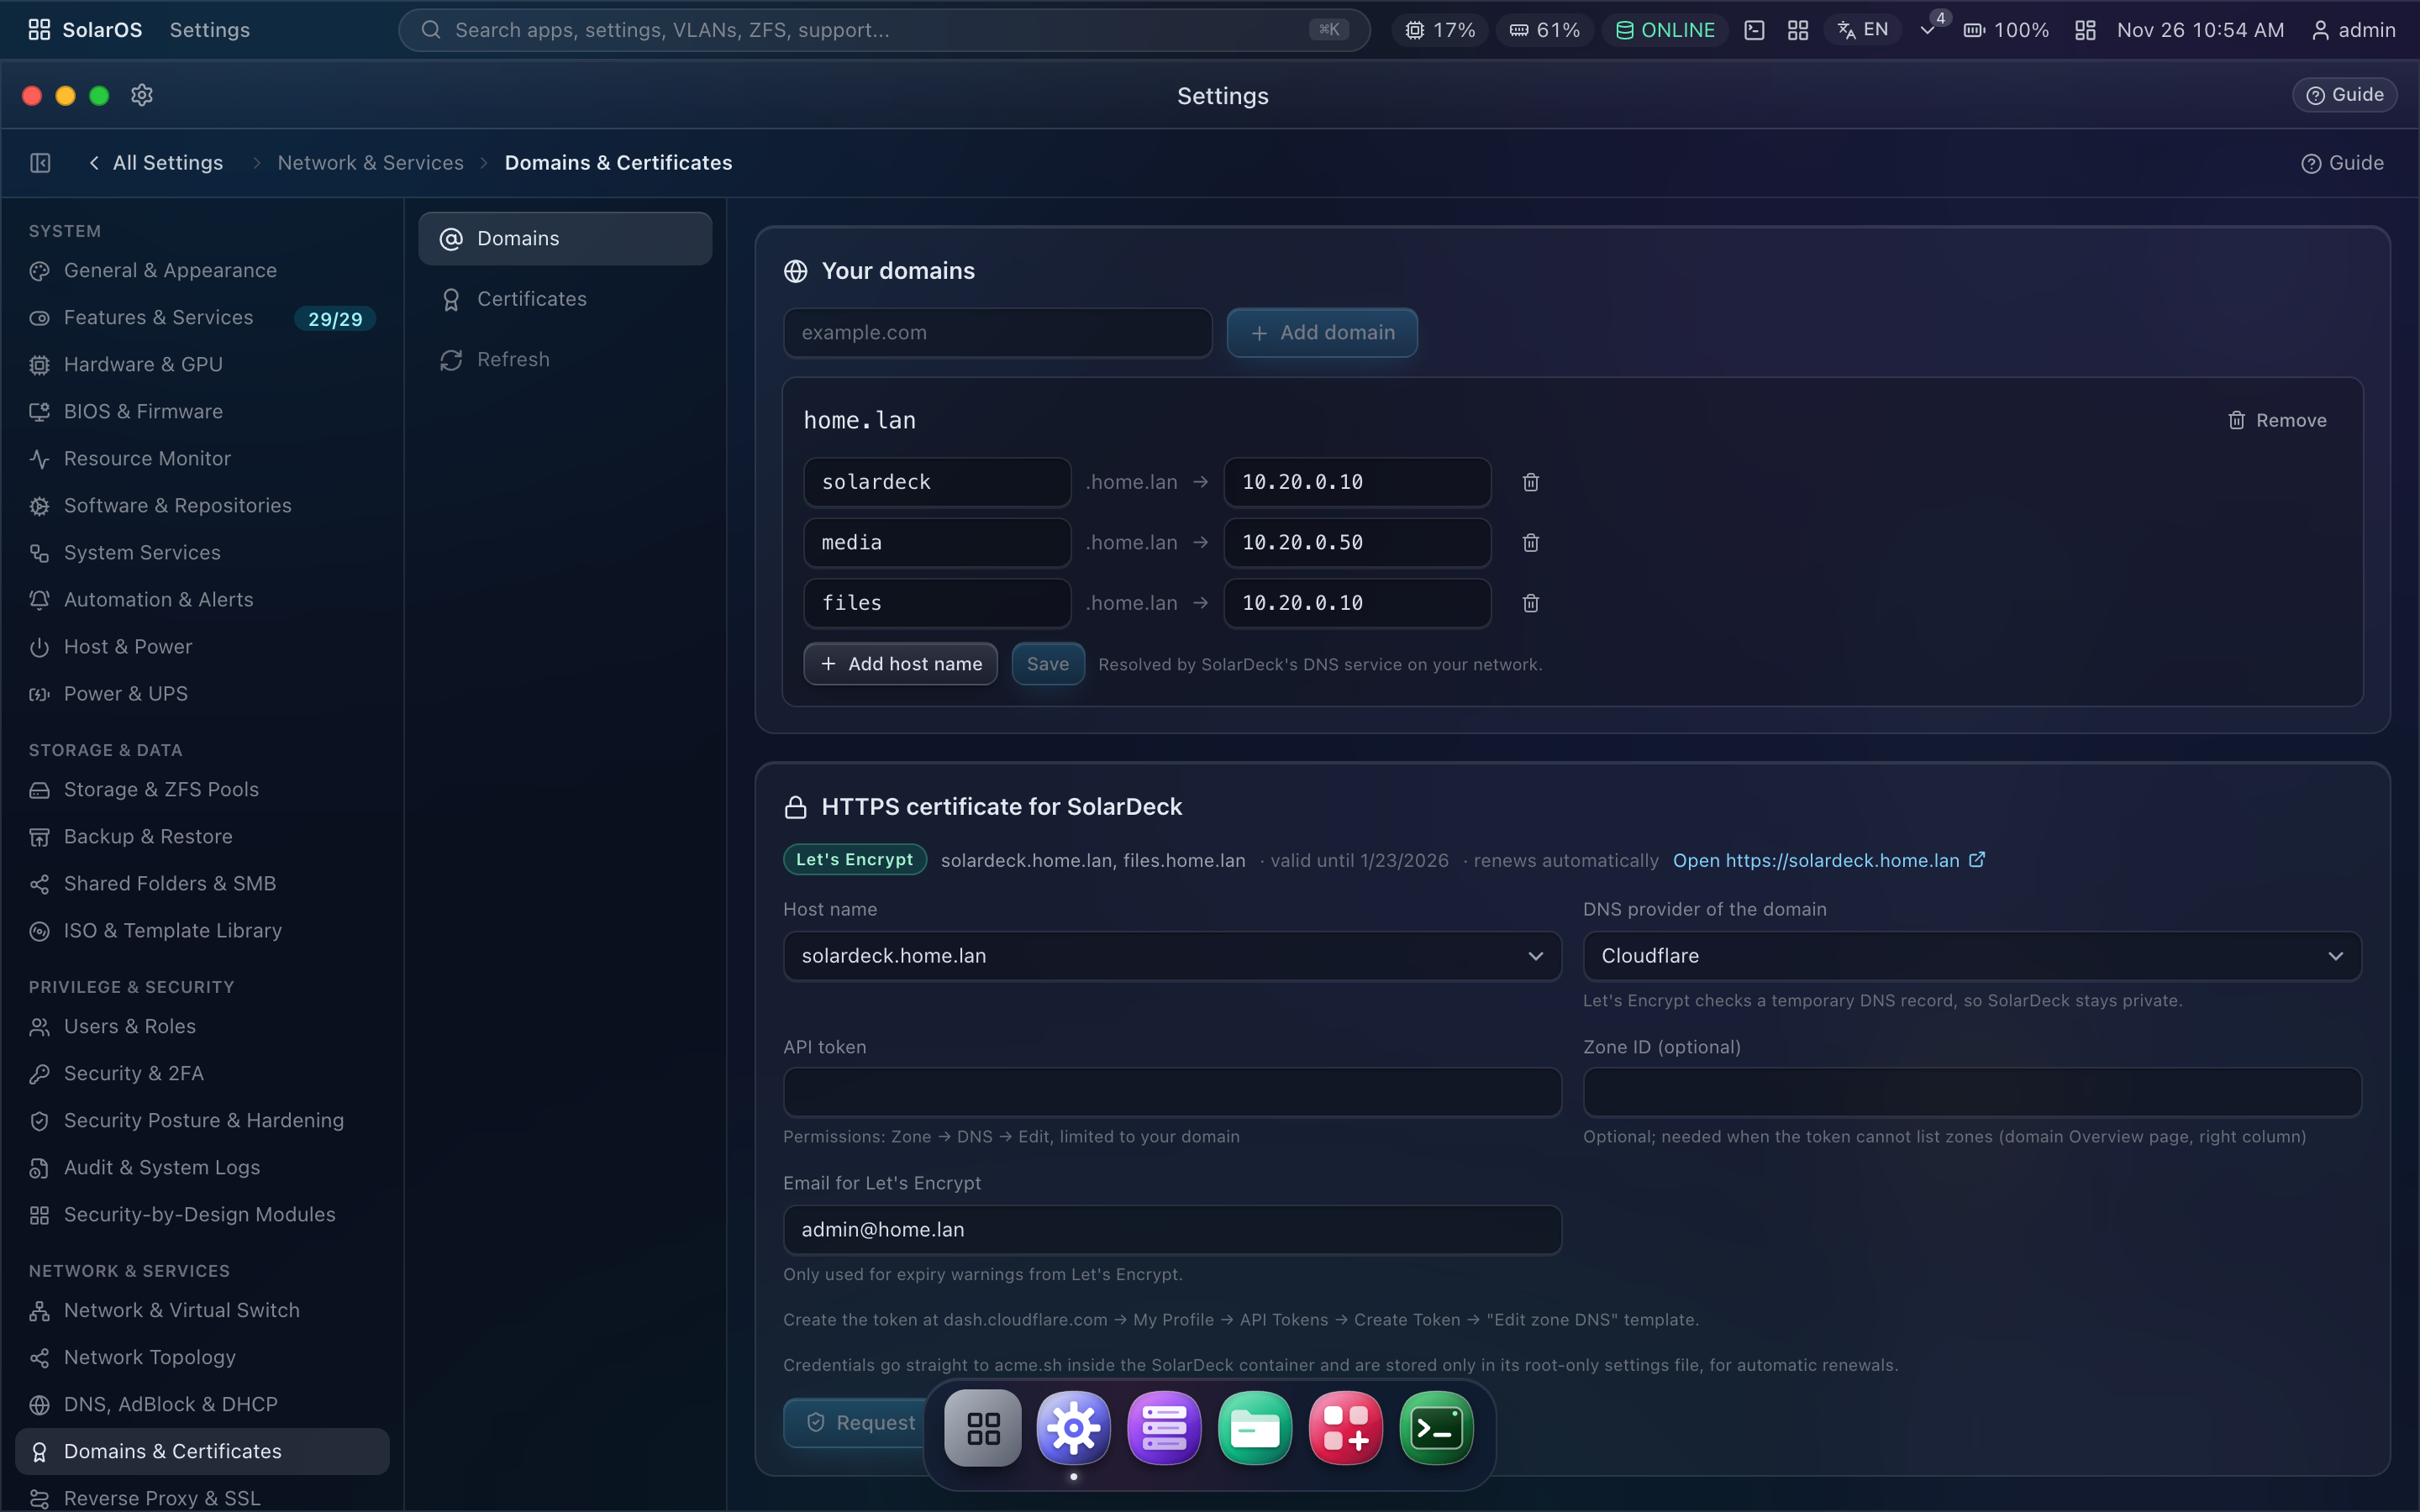 SolarOS Settings Search apps, settings, VLANs, ZFS, support... ⌘K 17% 61% ONLINE EN 4 100% Nov 26 10:54 AM admin
Settings Guide
All Settings Network & Services Domains & Certificates Guide
SYSTEM
General & Appearance
Features & Services 29/29
Hardware & GPU
BIOS & Firmware
Resource Monitor
Software & Repositories
System Services
Automation & Alerts
Host & Power
Power & UPS
STORAGE & DATA
Storage & ZFS Pools
Backup & Restore
Shared Folders & SMB
ISO & Template Library
PRIVILEGE & SECURITY
Users & Roles
Security & 2FA
Security Posture & Hardening
Audit & System Logs
Security-by-Design Modules
NETWORK & SERVICES
Network & Virtual Switch
Network Topology
DNS, AdBlock & DHCP
Domains & Certificates
Reverse Proxy & SSL
Domains
Certificates
Refresh
Your domains
example.com + Add domain
home.lan Remove
solardeck .home.lan → 10.20.0.10
media .home.lan → 10.20.0.50
files .home.lan → 10.20.0.10
+ Add host name Save Resolved by SolarDeck's DNS service on your network.
HTTPS certificate for SolarDeck
Let's Encrypt solardeck.home.lan, files.home.lan · valid until 1/23/2026 · renews automatically Open https://solardeck.home.lan
Host name DNS provider of the domain
solardeck.home.lan Cloudflare
Let's Encrypt checks a temporary DNS record, so SolarDeck stays private.
API token Zone ID (optional)
Permissions: Zone → DNS → Edit, limited to your domain Optional; needed when the token cannot list zones (domain Overview page, right column)
Email for Let's Encrypt
admin@home.lan
Only used for expiry warnings from Let's Encrypt.
Create the token at dash.cloudflare.com → My Profile → API Tokens → Create Token → "Edit zone DNS" template.
Credentials go straight to acme.sh inside the SolarDeck container and are stored only in its root-only settings file, for automatic renewals.
Request